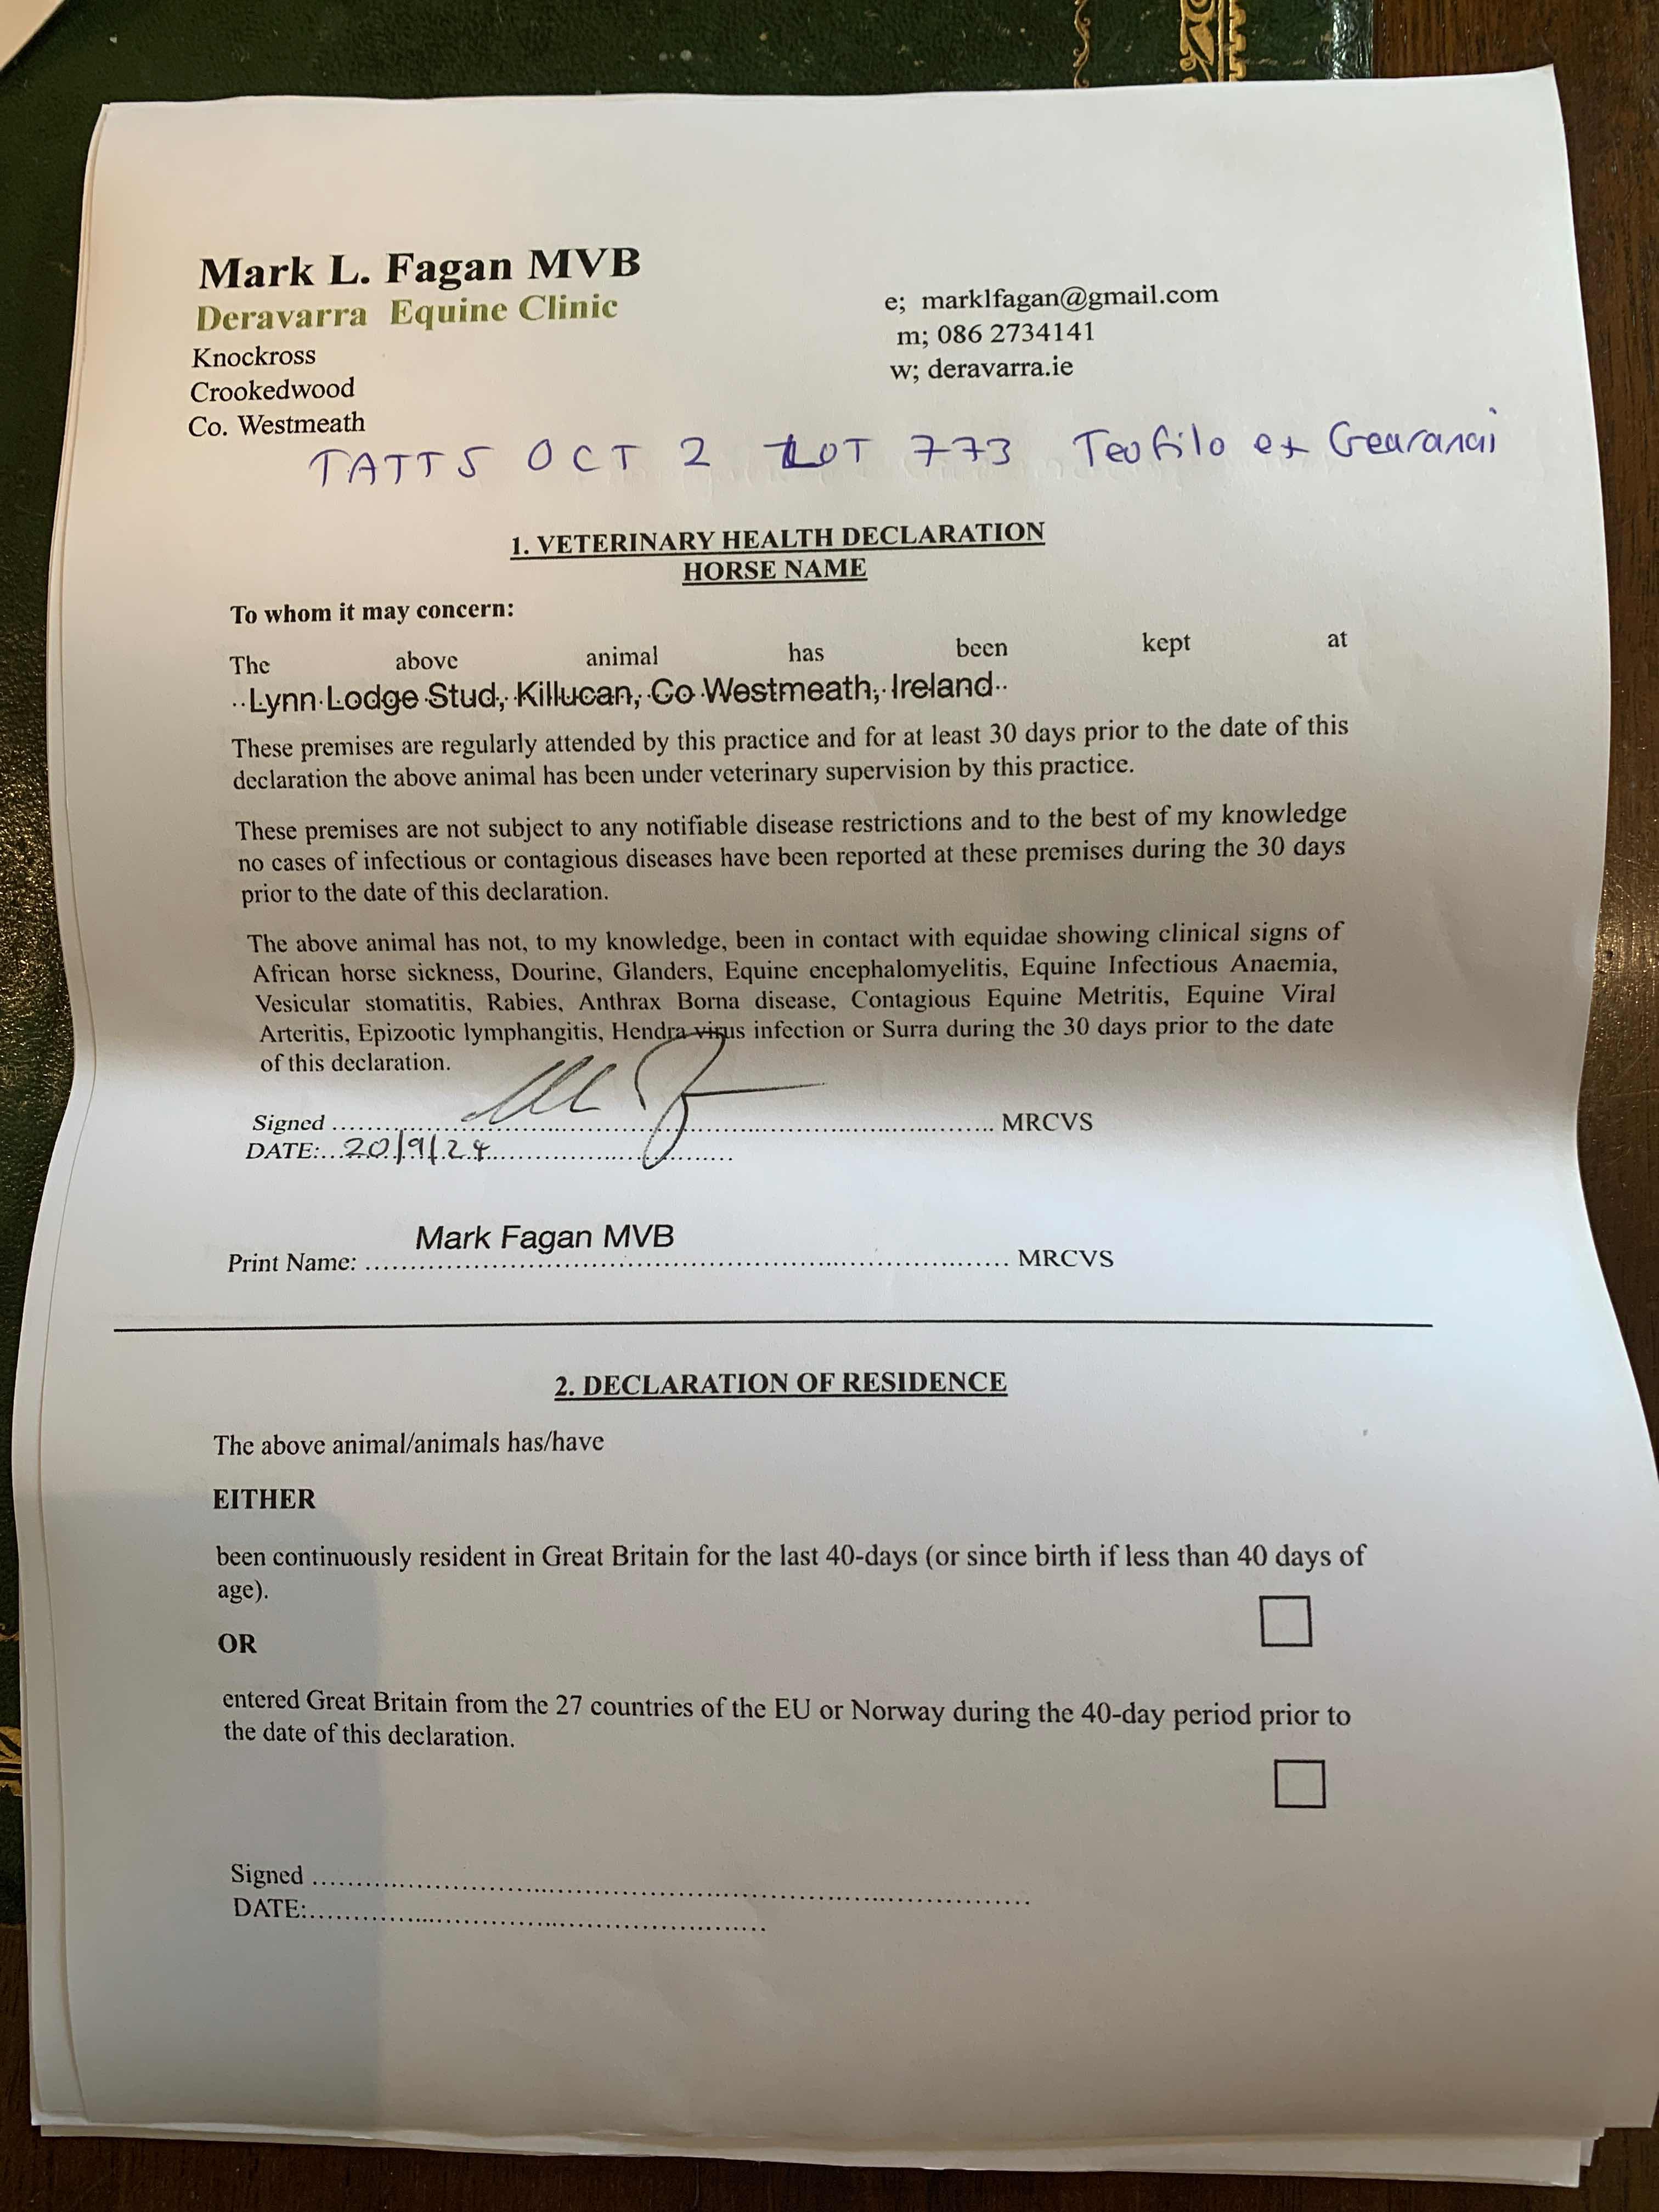 Mark L. Fagan MVB
Deravarra Equine Clinic
Knockross
Crookedwood
Co. Westmeath
e; marklfagan@gmail.com
m; 086 2734141
w; deravarra.ie
TATTS OCT 2 LOT 773 Teofilo ex Gearanai
1. VETERINARY HEALTH DECLARATION
HORSE NAME
To whom it may concern:
The above animal has been kept at
..Lynn Lodge Stud, Killucan, Co Westmeath, Ireland..
These premises are regularly attended by this practice and for at least 30 days prior to the date of this
declaration the above animal has been under veterinary supervision by this practice.
These premises are not subject to any notifiable disease restrictions and to the best of my knowledge
no cases of infectious or contagious diseases have been reported at these premises during the 30 days
prior to the date of this declaration.
The above animal has not, to my knowledge, been in contact with equidae showing clinical signs of
African horse sickness, Dourine, Glanders, Equine encephalomyelitis, Equine Infectious Anaemia,
Vesicular stomatitis, Rabies, Anthrax Borna disease, Contagious Equine Metritis, Equine Viral
Arteritis, Epizootic lymphangitis, Hendra virus infection or Surra during the 30 days prior to the date
of this declaration.
Signed .......................... MRCVS
DATE:...20/9/24..............................
Mark Fagan MVB
Print Name: .......................... MRCVS
2. DECLARATION OF RESIDENCE
The above animal/animals has/have
EITHER
been continuously resident in Great Britain for the last 40-days (or since birth if less than 40 days of
age).
OR
entered Great Britain from the 27 countries of the EU or Norway during the 40-day period prior to
the date of this declaration.
Signed ..........................
DATE:..........................